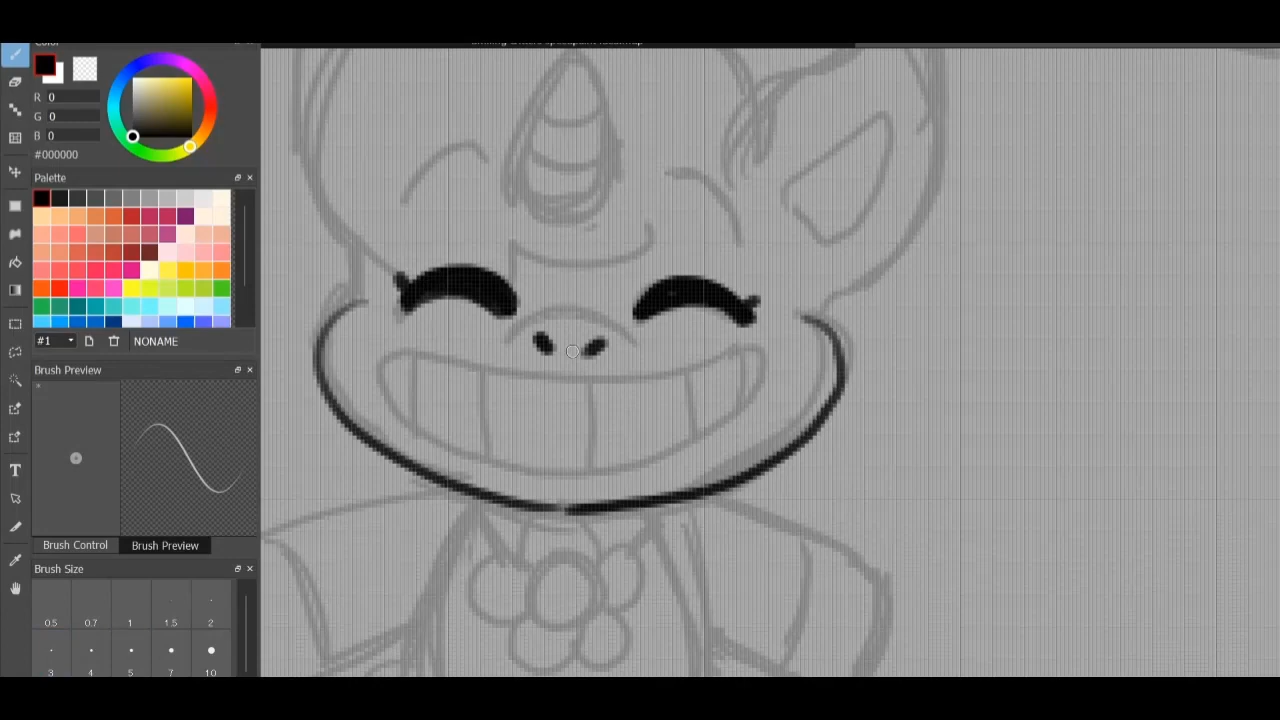 Color
R 0
G 0
B 0
#000000
Palette
#1 NONAME
Brush Preview
Brush Control Brush Preview
Brush Size
0.5 0.7 1 1.5 2
3 4 5 7 10